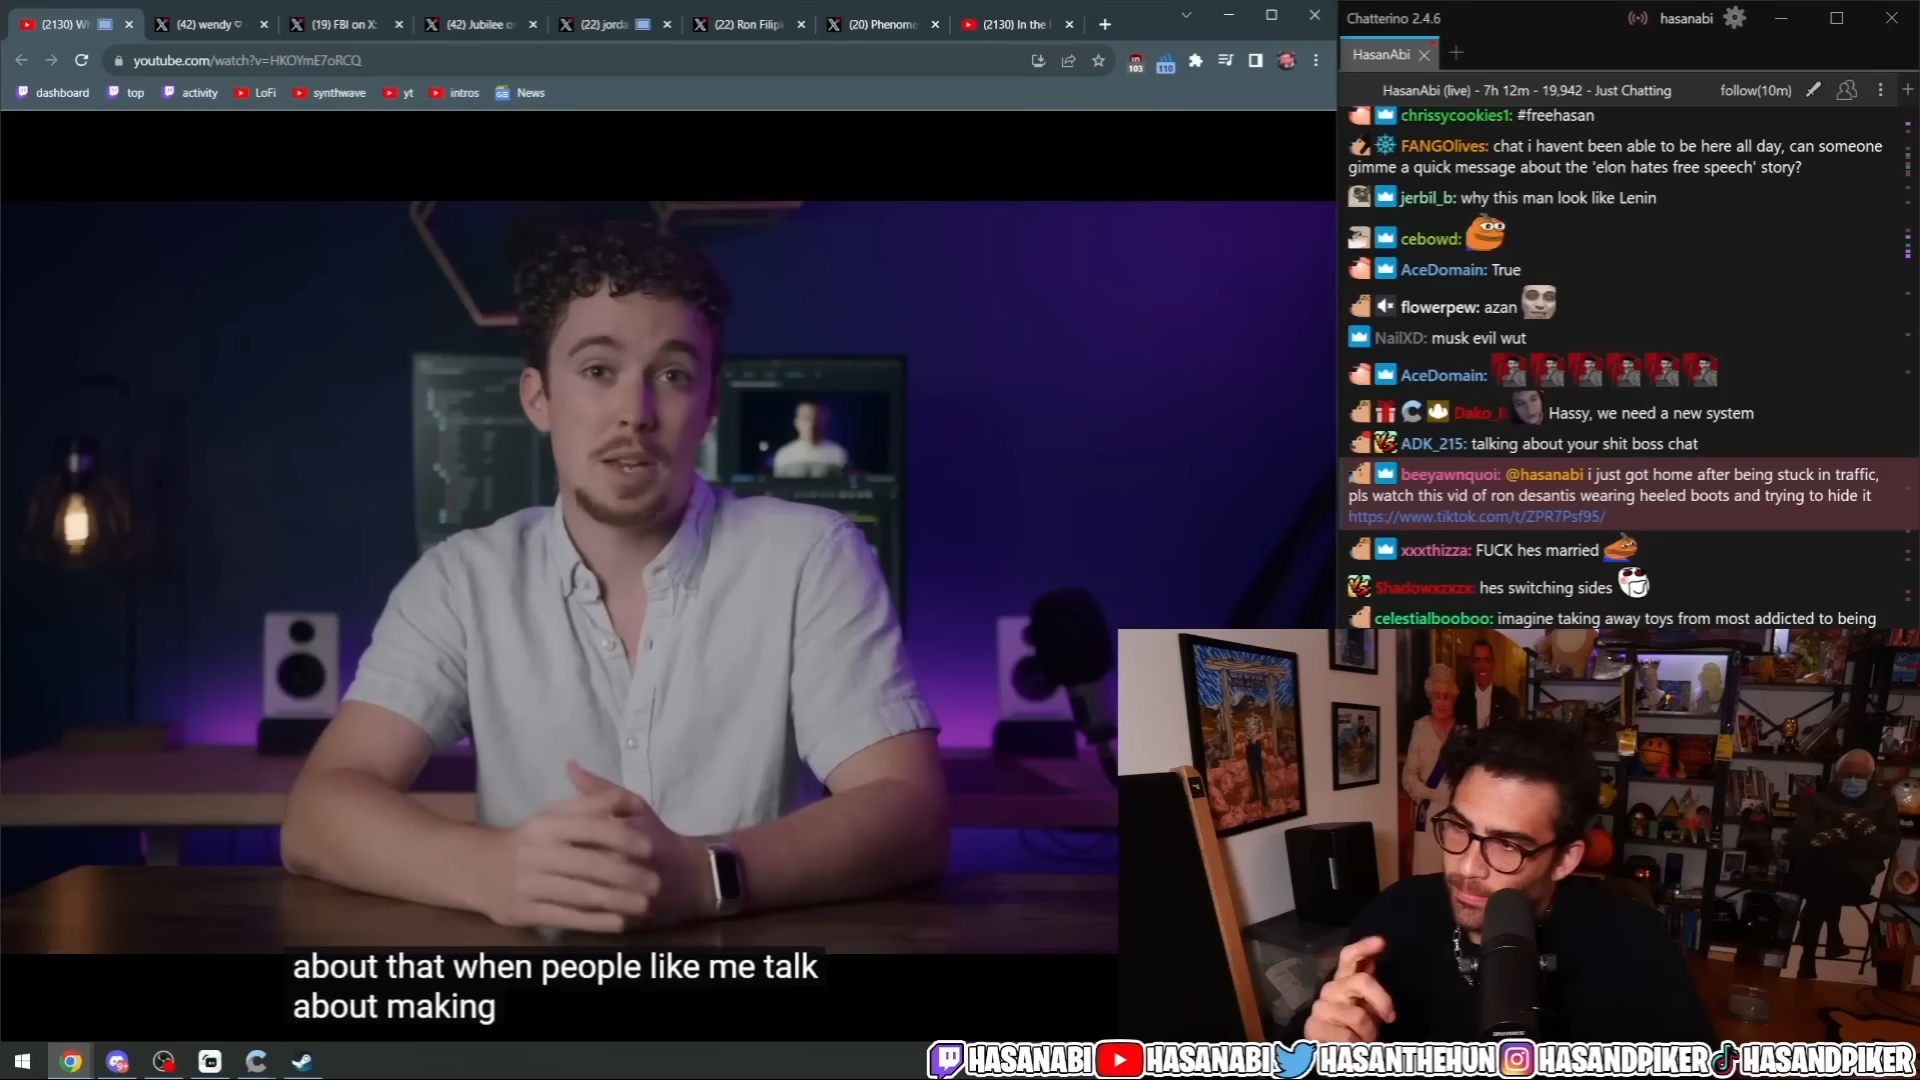 (2130) W
(42) wendy ♡
(19) FBI on X:
(42) Jubilee o
(22) jorda
(22) Ron Filip
(20) Phenome
(2130) In the
youtube.com/watch?v=HKOYmE7oRCQ
103
110
dashboard
top
activity
LoFi
synthwave
yt
intros
News
about that when people like me talk
about making
Chatterino 2.4.6
hasanabi
HasanAbi
HasanAbi (live) - 7h 12m - 19,942 - Just Chatting
follow(10m)
chrissycookies1: #freehasan
FANGOlives: chat i havent been able to be here all day, can someone
gimme a quick message about the 'elon hates free speech' story?
jerbil_b: why this man look like Lenin
cebowd:
AceDomain: True
flowerpew: azan
NailXD: musk evil wut
AceDomain:
Hassy, we need a new system
ADK_215: talking about your shit boss chat
beeyawnquoi: @hasanabi i just got home after being stuck in traffic,
pls watch this vid of ron desantis wearing heeled boots and trying to hide it
https://www.tiktok.com/t/ZPR7Psf95/
xxxthizza: FUCK hes married
Shadowxzxzx: hes switching sides
celestialbooboo: imagine taking away toys from most addicted to being
HASANABI
HASANABI
HASANTHEHUN
HASANDPIKER
HASANDPIKER